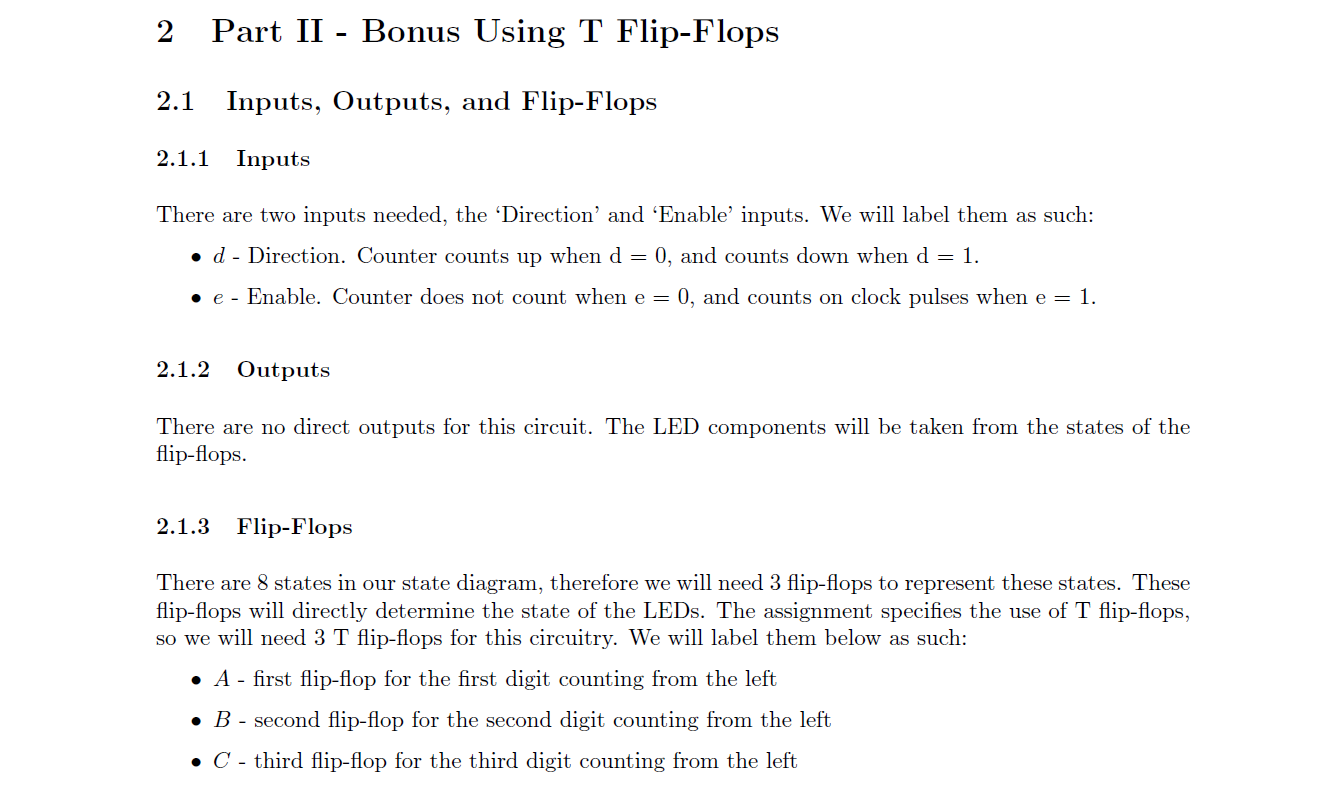 2 Part II - Bonus Using T Flip-Flops
2.1 Inputs, Outputs, and Flip-Flops
2.1.1 Inputs
There are two inputs needed, the ‘Direction’ and ‘Enable’ inputs. We will label them as such:
• d - Direction. Counter counts up when d = 0, and counts down when d = 1.
• e - Enable. Counter does not count when e = 0, and counts on clock pulses when e = 1.
2.1.2 Outputs
There are no direct outputs for this circuit. The LED components will be taken from the states of the
flip-flops.
2.1.3 Flip-Flops
There are 8 states in our state diagram, therefore we will need 3 flip-flops to represent these states. These
flip-flops will directly determine the state of the LEDs. The assignment specifies the use of T flip-flops,
so we will need 3 T flip-flops for this circuitry. We will label them below as such:
• A - first flip-flop for the first digit counting from the left
• B - second flip-flop for the second digit counting from the left
• C - third flip-flop for the third digit counting from the left